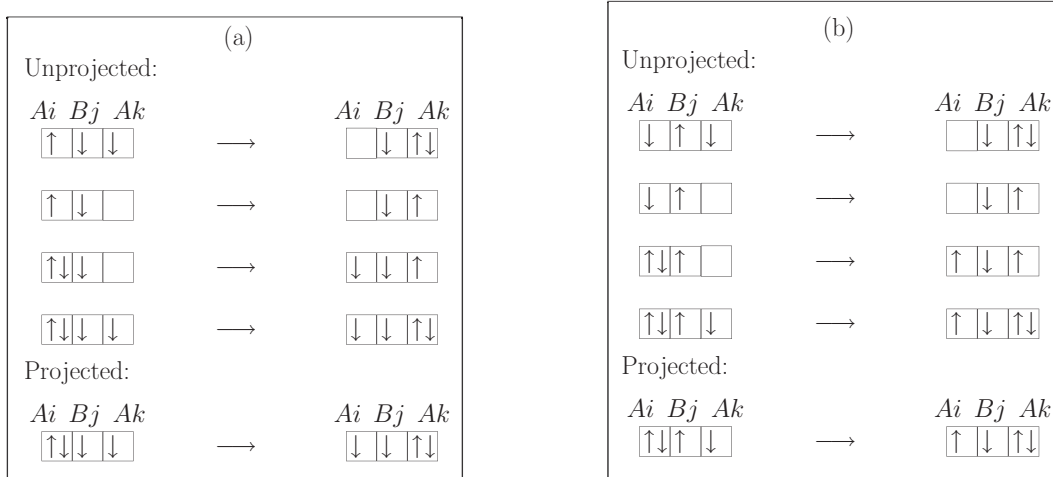 (a)
Unprojected:
Ai Bj Ak Ai Bj Ak
↑ ↓ ↓ ⟶ ↓ ↑↓
↑ ↓ ⟶ ↓ ↑
↑↓ ↓ ⟶ ↓ ↓ ↑
↑↓ ↓ ↓ ⟶ ↓ ↓ ↑↓
Projected:
Ai Bj Ak Ai Bj Ak
↑↓ ↓ ↓ ⟶ ↓ ↓ ↑↓
(b)
Unprojected:
Ai Bj Ak Ai Bj Ak
↓ ↑ ↓ ⟶ ↓ ↑↓
↓ ↑ ⟶ ↓ ↑
↑↓ ↑ ⟶ ↑ ↓ ↑
↑↓ ↑ ↓ ⟶ ↑ ↓ ↑↓
Projected:
Ai Bj Ak Ai Bj Ak
↑↓ ↑ ↓ ⟶ ↑ ↓ ↑↓